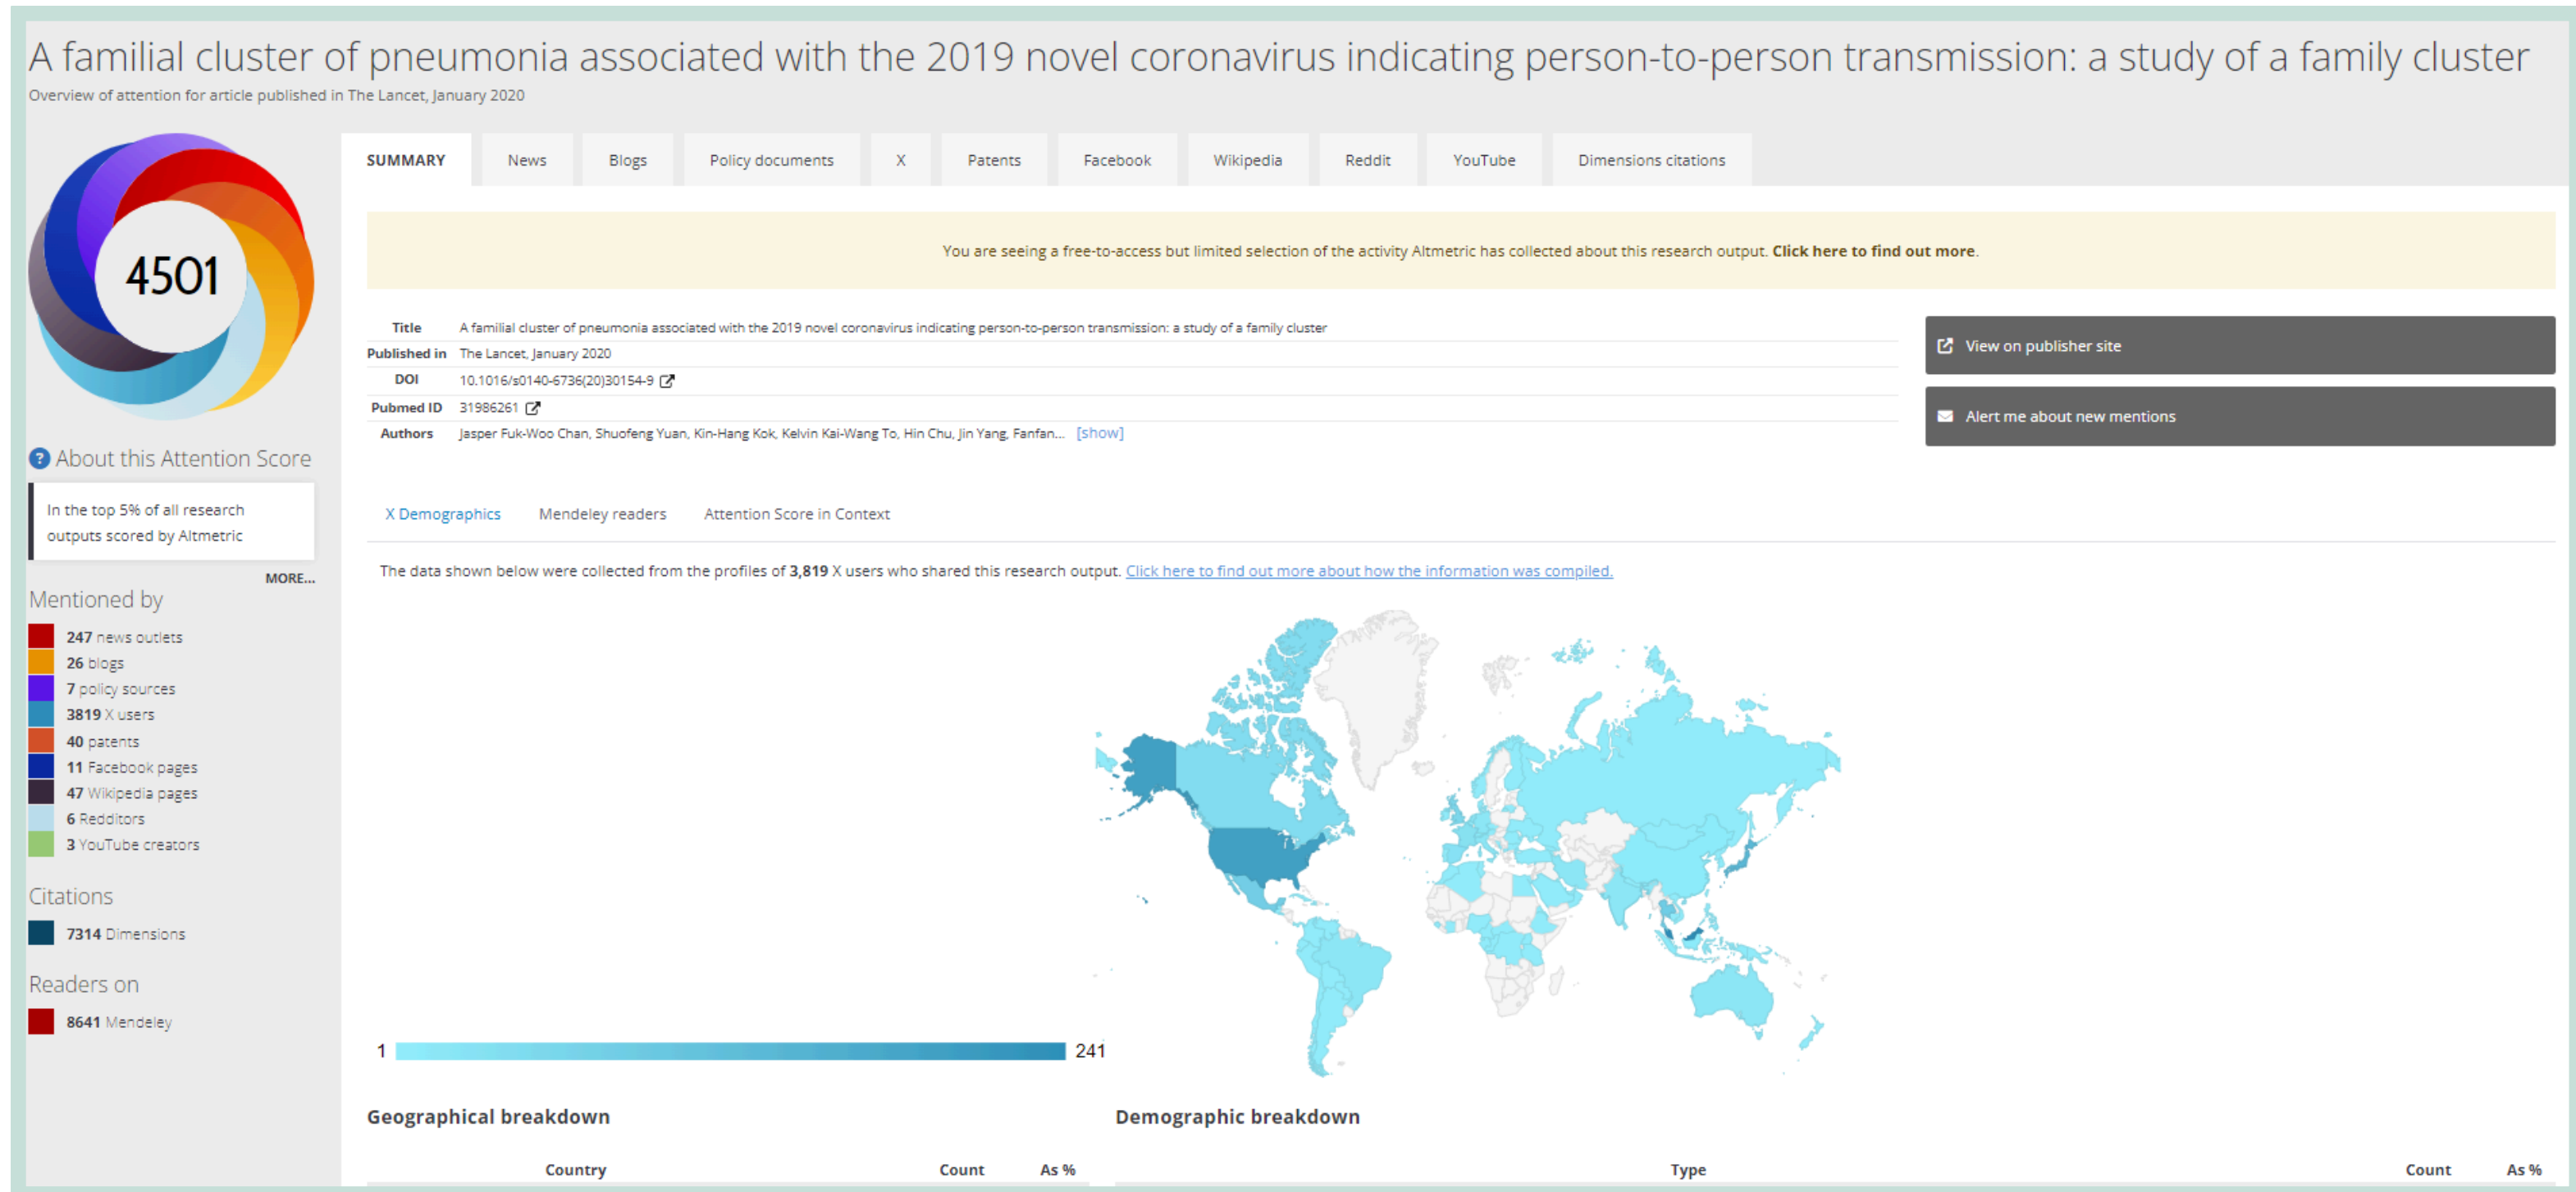 A familial cluster of pneumonia associated with the 2019 novel coronavirus indicating person-to-person transmission: a study of a family cluster
Overview of attention for article published in The Lancet, January 2020
4501
About this Attention Score
In the top 5% of all research
outputs scored by Altmetric
MORE...
Mentioned by
247 news outlets
26 blogs
7 policy sources
3819 X users
40 patents
11 Facebook pages
47 Wikipedia pages
6 Redditors
3 YouTube creators
Citations
7314 Dimensions
Readers on
8641 Mendeley
SUMMARY News Blogs Policy documents X Patents Facebook Wikipedia Reddit YouTube Dimensions citations
You are seeing a free-to-access but limited selection of the activity Altmetric has collected about this research output. Click here to find out more.
Title A familial cluster of pneumonia associated with the 2019 novel coronavirus indicating person-to-person transmission: a study of a family cluster
Published in The Lancet, January 2020
DOI 10.1016/s0140-6736(20)30154-9
Pubmed ID 31986261
Authors Jasper Fuk-Woo Chan, Shuofeng Yuan, Kin-Hang Kok, Kelvin Kai-Wang To, Hin Chu, Jin Yang, Fanfan... [show]
View on publisher site
Alert me about new mentions
X Demographics Mendeley readers Attention Score in Context
The data shown below were collected from the profiles of 3,819 X users who shared this research output. Click here to find out more about how the information was compiled.
1 241
Geographical breakdown
Country Count As %
Demographic breakdown
Type Count As %